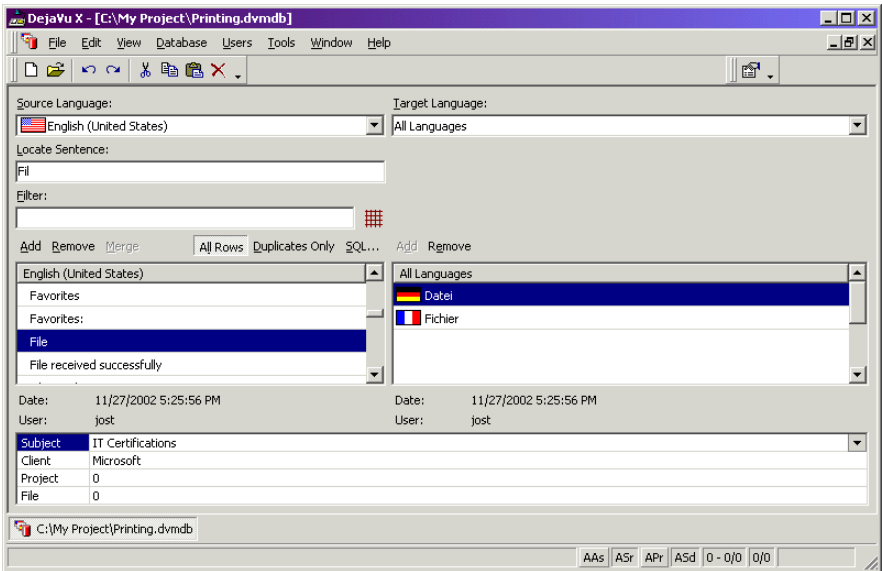 DejaVu X - [C:\My Project\Printing.dvmdb]
File Edit View Database Users Tools Window Help
Source Language: Target Language:
English (United States) All Languages
Locate Sentence:
Fil
Filter:
Add Remove Merge All Rows Duplicates Only SQL... Add Remove
English (United States) All Languages
Favorites Datei
Favorites: Fichier
File
File received successfully
Date: 11/27/2002 5:25:56 PM Date: 11/27/2002 5:25:56 PM
User: jost User: jost
Subject IT Certifications
Client Microsoft
Project 0
File 0
C:\My Project\Printing.dvmdb
AAs ASr APr ASd 0 - 0/0 0/0